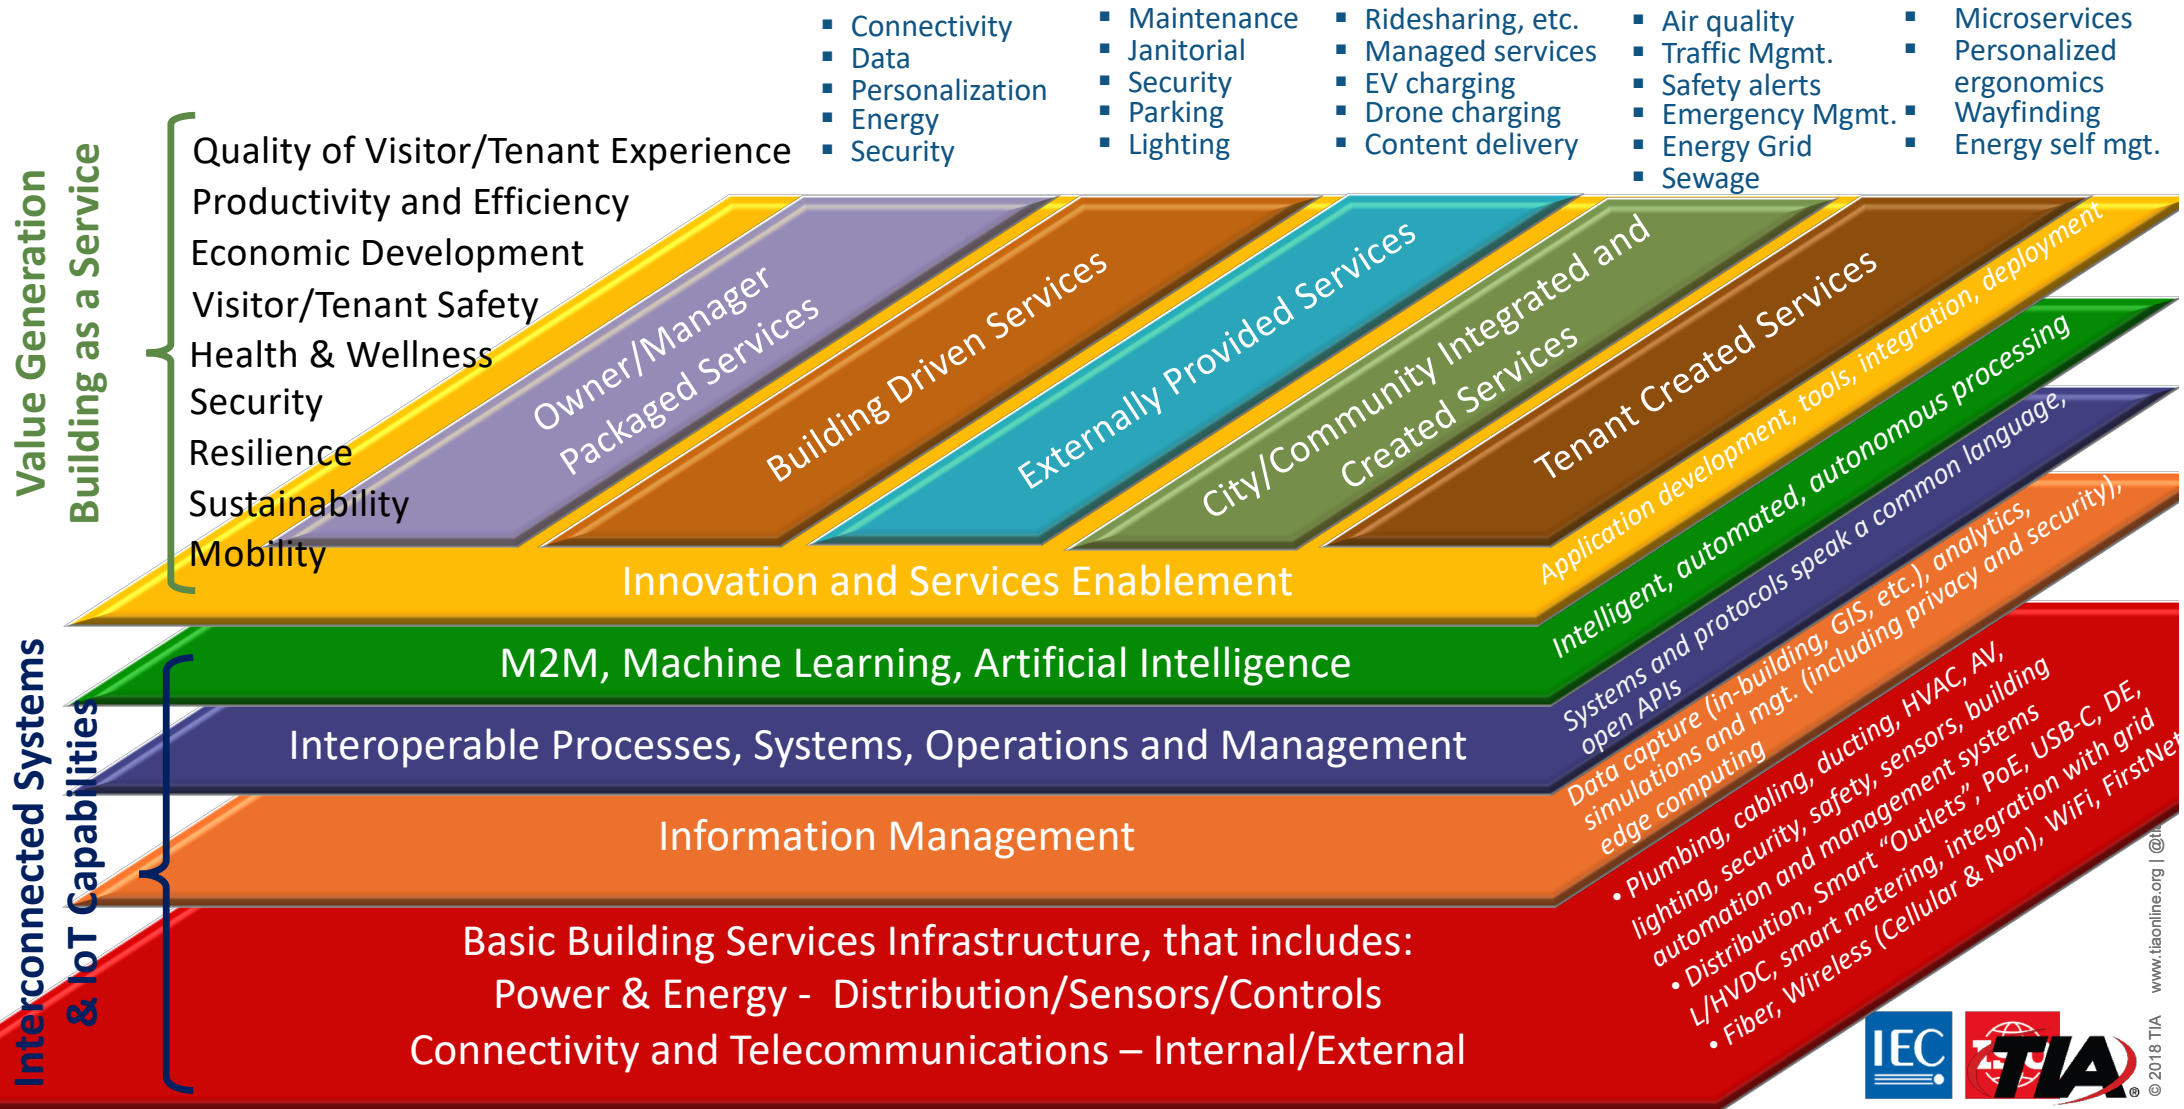 ▪ Connectivity
▪ Data
▪ Personalization
▪ Energy
▪ Security
▪ Maintenance
▪ Janitorial
▪ Security
▪ Parking
▪ Lighting
▪ Ridesharing, etc.
▪ Managed services
▪ EV charging
▪ Drone charging
▪ Content delivery
▪ Air quality
▪ Traffic Mgmt.
▪ Safety alerts
▪ Emergency Mgmt.
▪ Energy Grid
▪ Sewage
▪ Microservices
▪ Personalized
ergonomics
▪ Wayfinding
▪ Energy self mgt.
Value Generation
Building as a Service
Quality of Visitor/Tenant Experience
Productivity and Efficiency
Economic Development
Visitor/Tenant Safety
Health & Wellness
Security
Resilience
Sustainability
Mobility
Owner/Manager
Packaged Services
Building Driven Services
Externally Provided Services
City/Community Integrated and
Created Services
Tenant Created Services
Innovation and Services Enablement
Application development, tools, integration, deployment
Interconnected Systems
& IoT Capabilities
M2M, Machine Learning, Artificial Intelligence
Intelligent, automated, autonomous processing
Interoperable Processes, Systems, Operations and Management
Systems and protocols speak a common language,
open APIs
Information Management
Data capture (in-building, GIS, etc.), analytics,
simulations and mgt. (including privacy and security),
edge computing
Basic Building Services Infrastructure, that includes:
Power & Energy - Distribution/Sensors/Controls
Connectivity and Telecommunications – Internal/External
• Plumbing, cabling, ducting, HVAC, AV,
lighting, security, safety, sensors, building
automation and management systems
• Distribution, Smart “Outlets”, PoE, USB-C, DE,
L/HVDC, smart metering, integration with grid
• Fiber, Wireless (Cellular & Non), WiFi, FirstNet
IEC
ISO
TIA®
© 2018 TIA www.tiaonline.org |